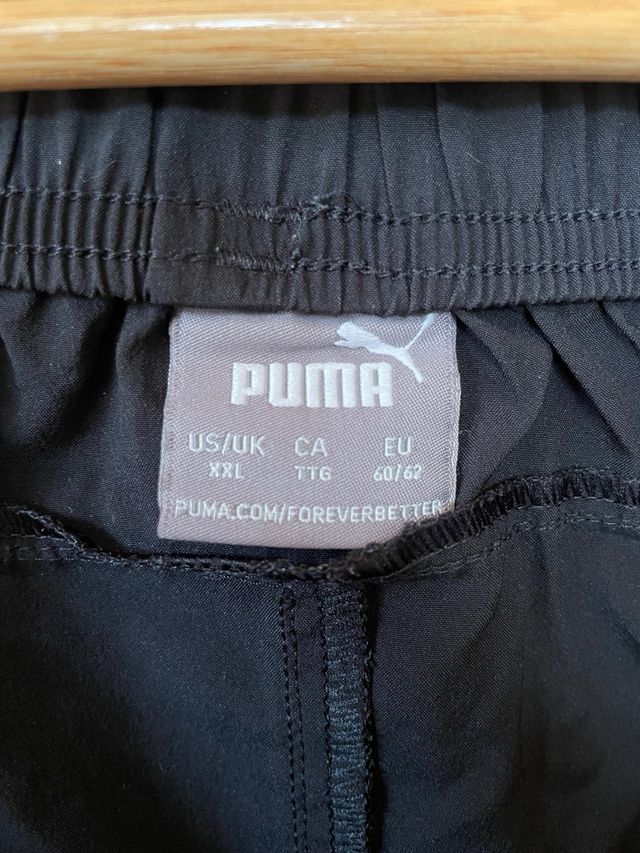 PUMA
US/UK CA EU
XXL TTG 60/62
PUMA.COM/FOREVERBETTER